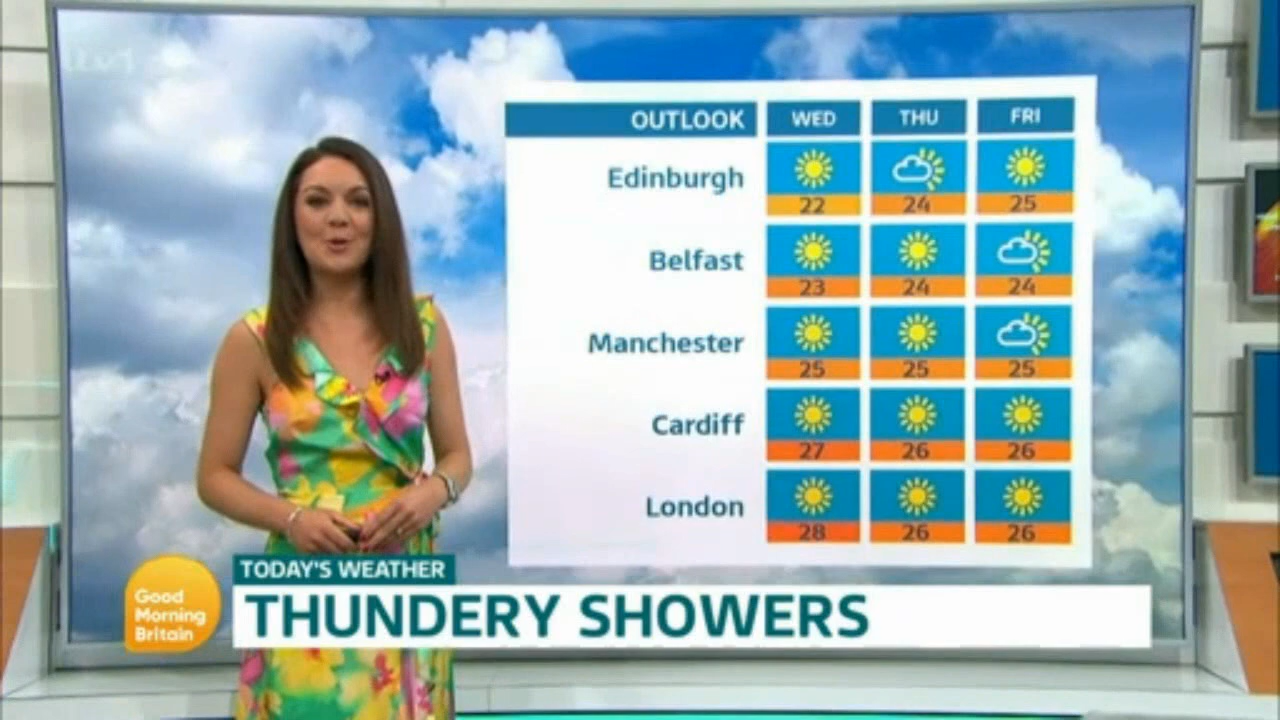 itv1
OUTLOOK WED THU FRI
Edinburgh 22 24 25
Belfast 23 24 24
Manchester 25 25 25
Cardiff 27 26 26
London 28 26 26
TODAY'S WEATHER
Good
Morning
Britain
THUNDERY SHOWERS